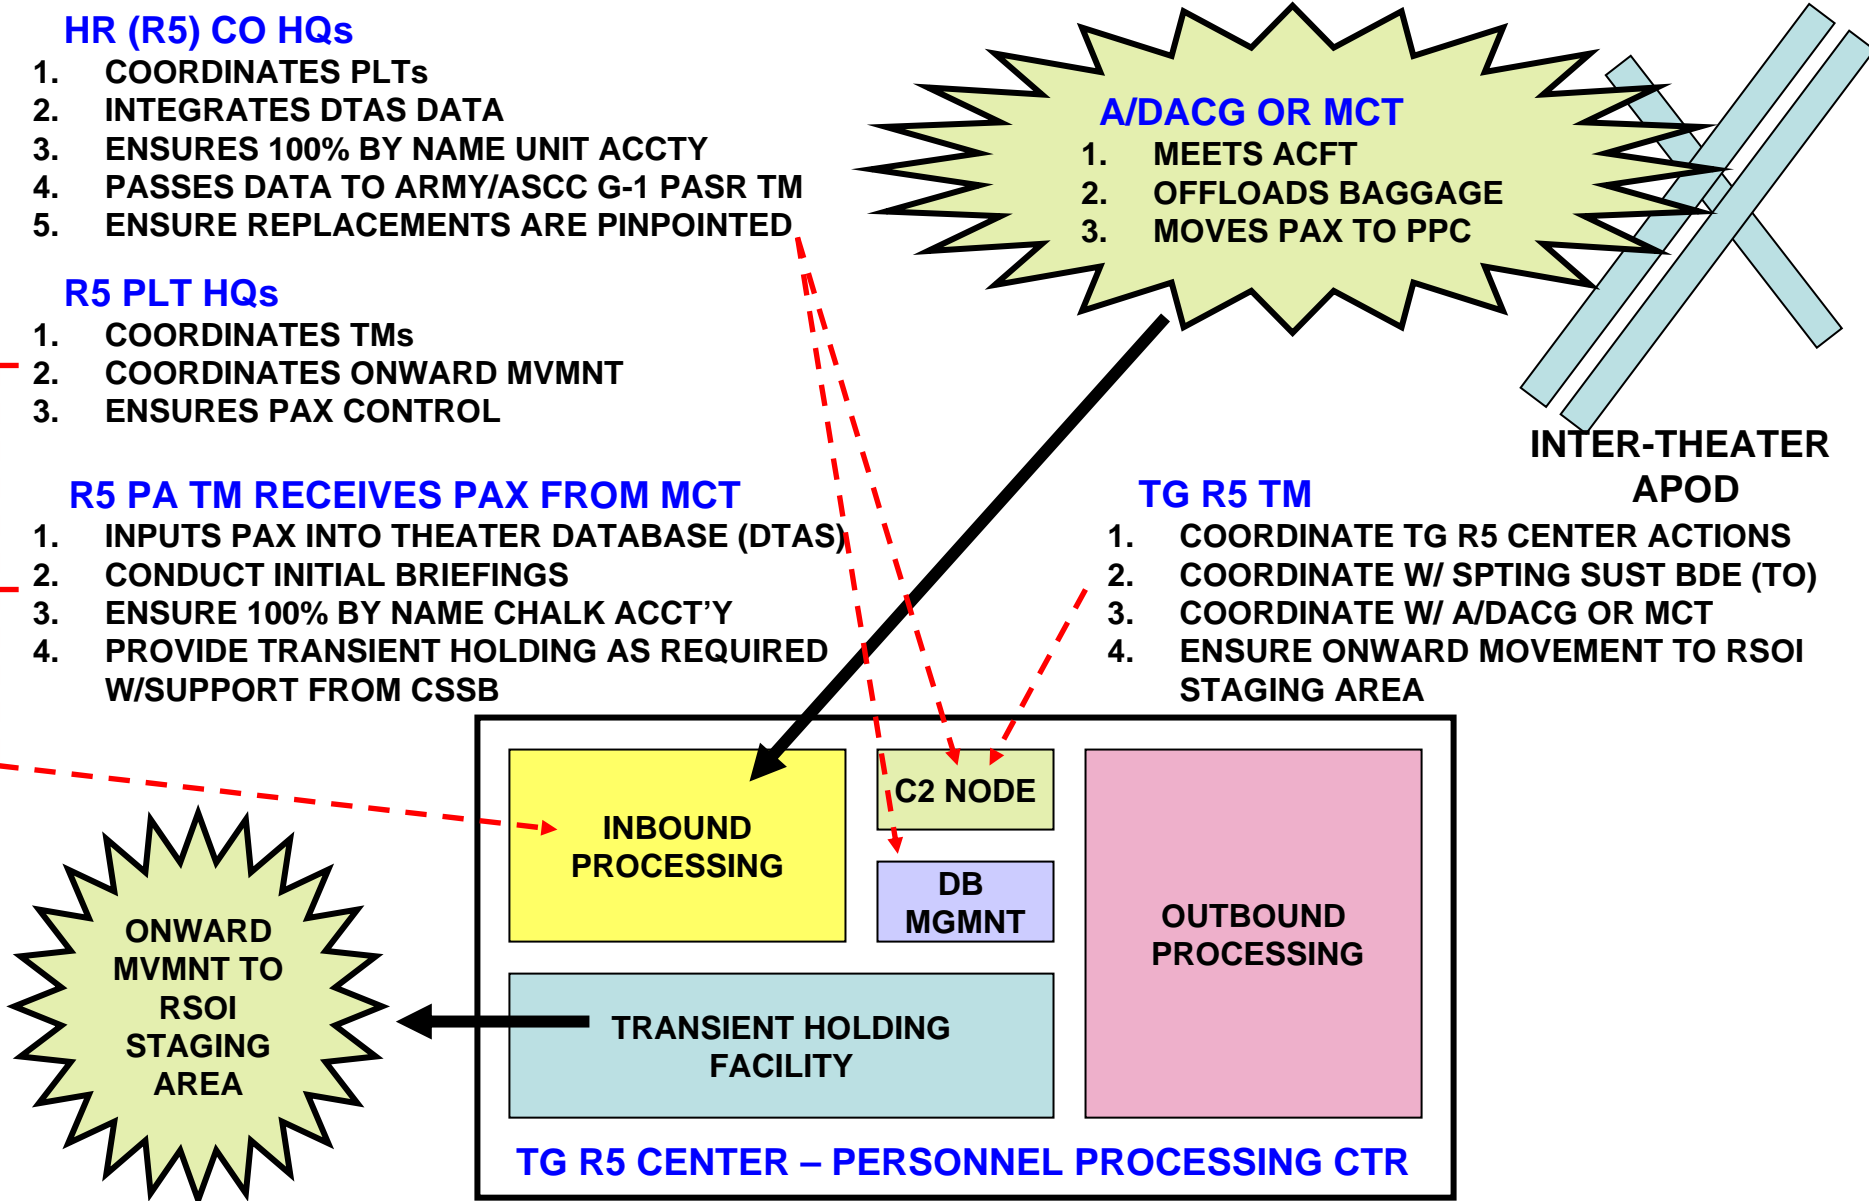 HR (R5) CO HQs
1. COORDINATES PLTs
2. INTEGRATES DTAS DATA
3. ENSURES 100% BY NAME UNIT ACCTY
4. PASSES DATA TO ARMY/ASCC G-1 PASR TM
5. ENSURE REPLACEMENTS ARE PINPOINTED
R5 PLT HQs
1. COORDINATES TMs
2. COORDINATES ONWARD MVMNT
3. ENSURES PAX CONTROL
R5 PA TM RECEIVES PAX FROM MCT
1. INPUTS PAX INTO THEATER DATABASE (DTAS)
2. CONDUCT INITIAL BRIEFINGS
3. ENSURE 100% BY NAME CHALK ACCT’Y
4. PROVIDE TRANSIENT HOLDING AS REQUIRED
W/SUPPORT FROM CSSB
A/DACG OR MCT
1. MEETS ACFT
2. OFFLOADS BAGGAGE
3. MOVES PAX TO PPC
INTER-THEATER
APOD
TG R5 TM
1. COORDINATE TG R5 CENTER ACTIONS
2. COORDINATE W/ SPTING SUST BDE (TO)
3. COORDINATE W/ A/DACG OR MCT
4. ENSURE ONWARD MOVEMENT TO RSOI
STAGING AREA
INBOUND
PROCESSING
C2 NODE
DB
MGMNT
OUTBOUND
PROCESSING
TRANSIENT HOLDING
FACILITY
TG R5 CENTER – PERSONNEL PROCESSING CTR
ONWARD
MVMNT TO
RSOI
STAGING
AREA